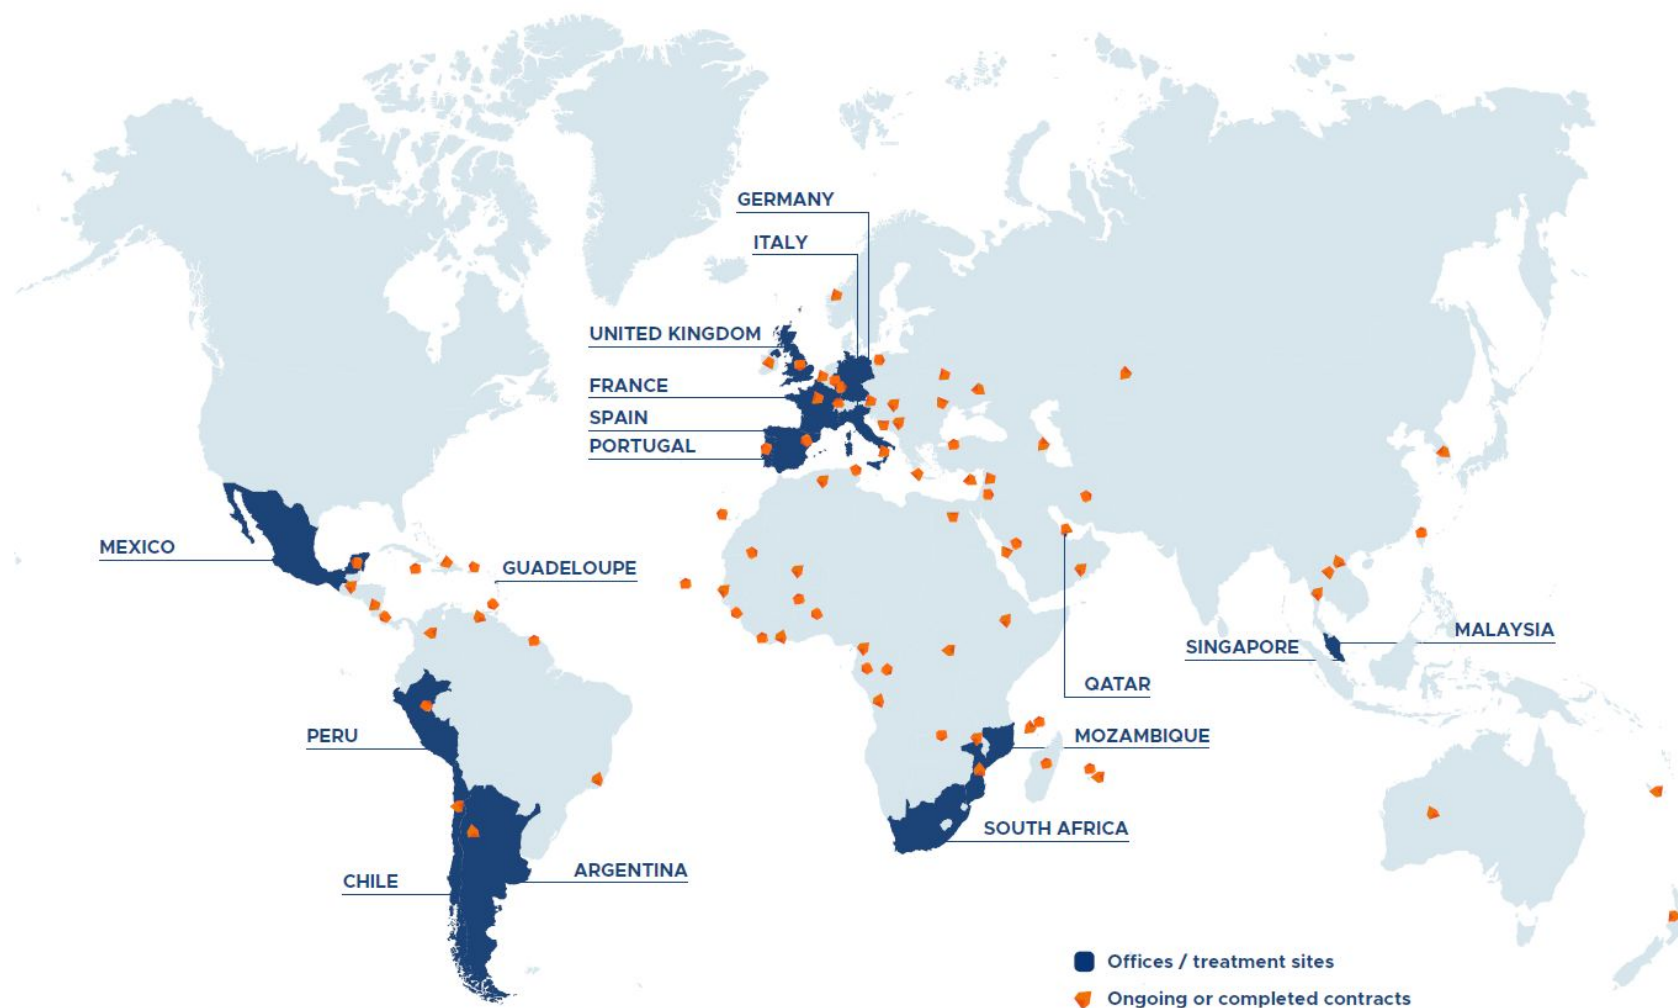 GERMANY
ITALY
UNITED KINGDOM
FRANCE
SPAIN
PORTUGAL
MEXICO
GUADELOUPE
MALAYSIA
SINGAPORE
QATAR
PERU
MOZAMBIQUE
SOUTH AFRICA
ARGENTINA
CHILE
Offices / treatment sites
Ongoing or completed contracts